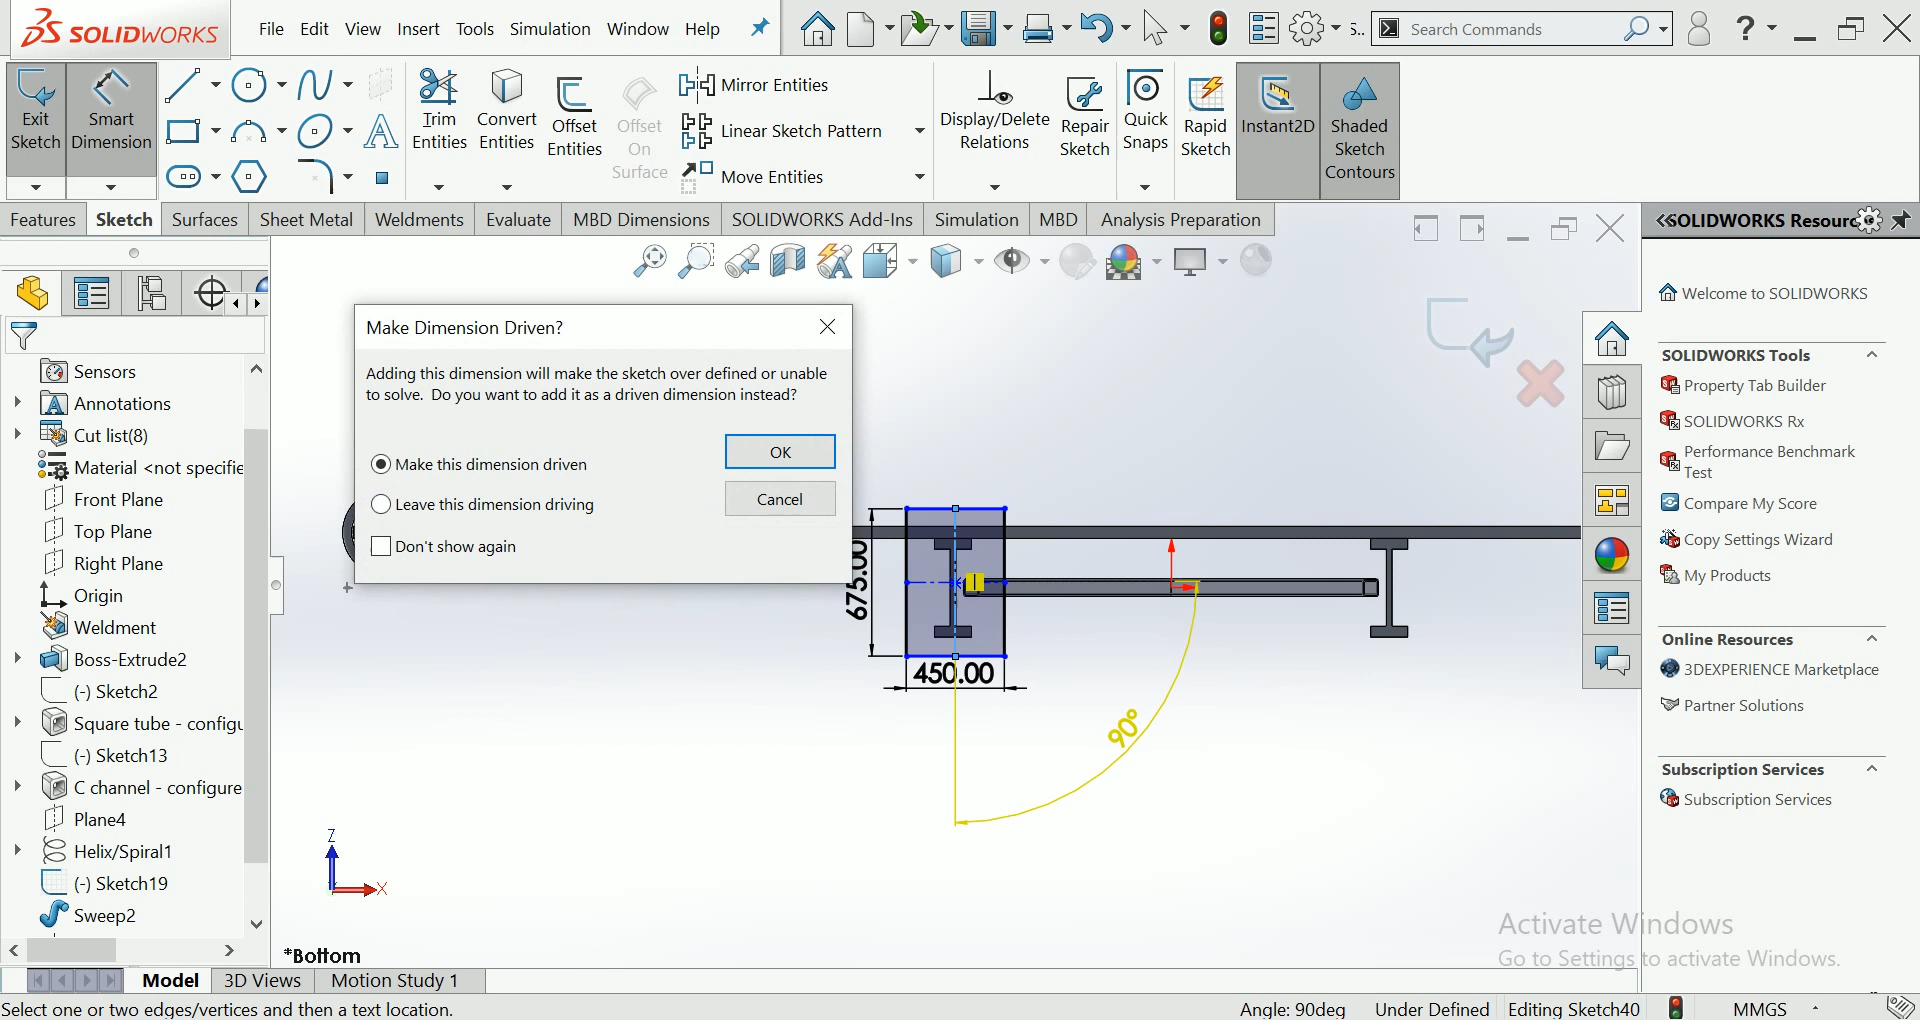 SOLIDWORKS
File Edit View Insert Tools Simulation Window Help
S..
Search Commands
Exit Sketch
Smart Dimension
Trim Entities
Convert Entities
Offset Entities
Offset On Surface
Mirror Entities
Linear Sketch Pattern
Move Entities
Display/Delete Relations
Repair Sketch
Quick Snaps
Rapid Sketch
Instant2D
Shaded Sketch Contours
Features Sketch Surfaces Sheet Metal Weldments Evaluate MBD Dimensions SOLIDWORKS Add-Ins Simulation MBD Analysis Preparation
Sensors
Annotations
Cut list(8)
Material <not specifie
Front Plane
Top Plane
Right Plane
Origin
Weldment
Boss-Extrude2
(-) Sketch2
Square tube - configu
(-) Sketch13
C channel - configure
Plane4
Helix/Spiral1
(-) Sketch19
Sweep2
Make Dimension Driven?
Adding this dimension will make the sketch over defined or unable
to solve. Do you want to add it as a driven dimension instead?
Make this dimension driven
Leave this dimension driving
Don't show again
OK
Cancel
675.00
450.00
90°
Z
X
*Bottom
SOLIDWORKS Resourc
Welcome to SOLIDWORKS
SOLIDWORKS Tools
Property Tab Builder
SOLIDWORKS Rx
Performance Benchmark
Test
Compare My Score
Copy Settings Wizard
My Products
Online Resources
3DEXPERIENCE Marketplace
Partner Solutions
Subscription Services
Subscription Services
Activate Windows
Go to Settings to activate Windows.
Model 3D Views Motion Study 1
Select one or two edges/vertices and then a text location.
Angle: 90deg Under Defined Editing Sketch40 MMGS